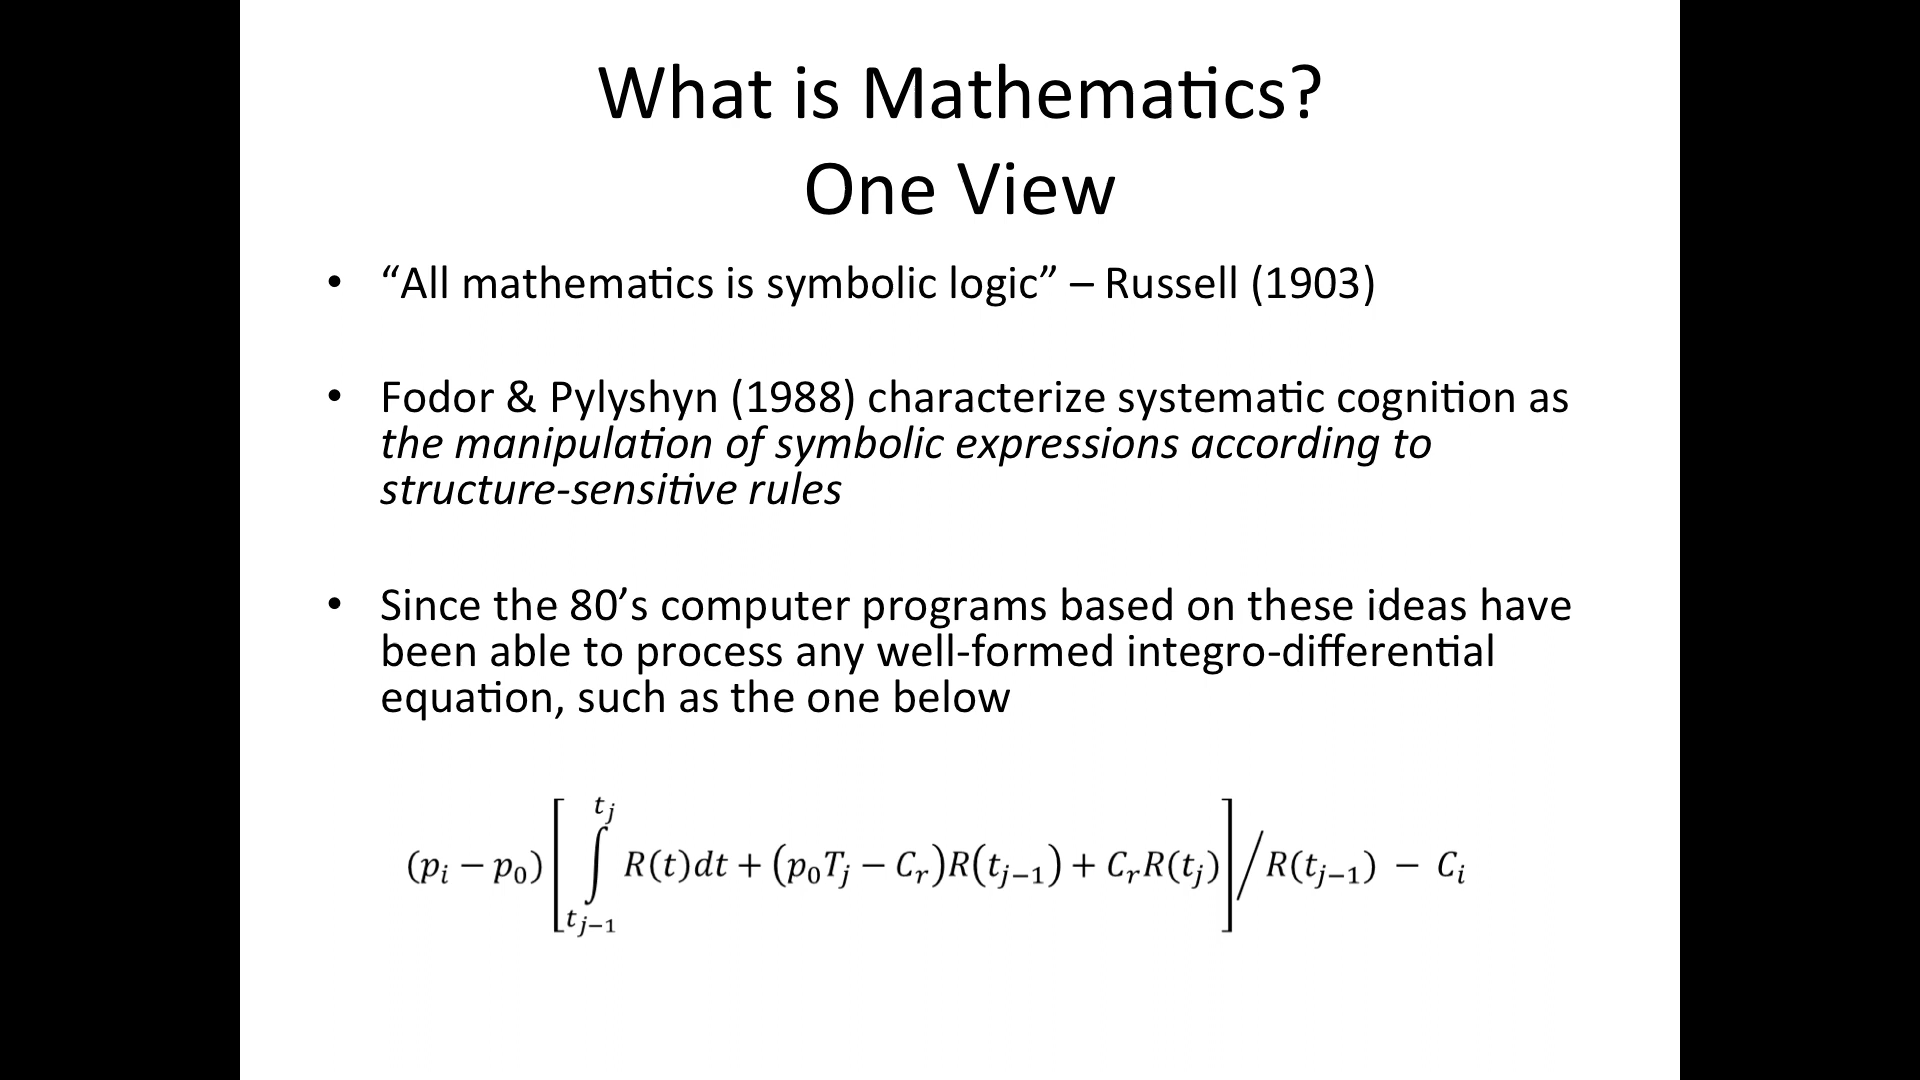 What is Mathematics?
One View
• “All mathematics is symbolic logic” – Russell (1903)
• Fodor & Pylyshyn (1988) characterize systematic cognition as
the manipulation of symbolic expressions according to
structure-sensitive rules
• Since the 80’s computer programs based on these ideas have
been able to process any well-formed integro-differential
equation, such as the one below
(p_i − p_0) [ ∫_{t_{j−1}}^{t_j} R(t)dt + (p_0T_j − C_r)R(t_{j−1}) + C_rR(t_j) ] / R(t_{j−1}) − C_i